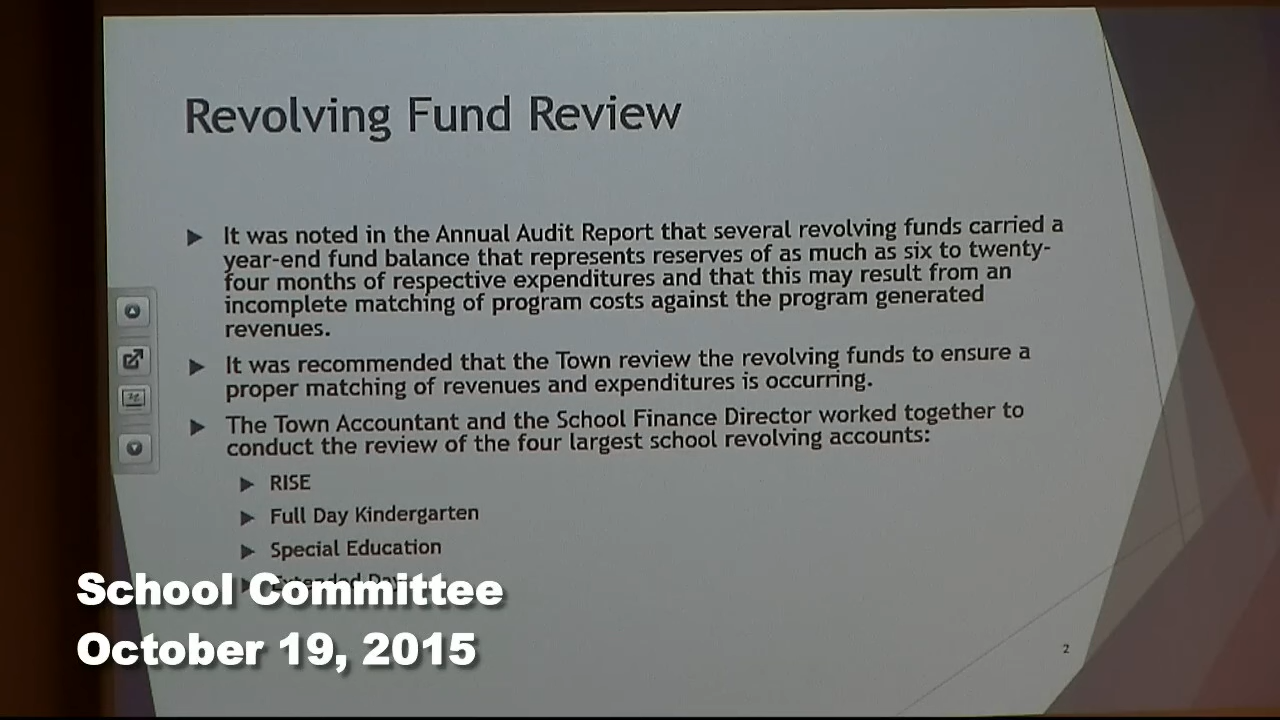 Revolving Fund Review
It was noted in the Annual Audit Report that several revolving funds carried a
year-end fund balance that represents reserves of as much as six to twenty-
four months of respective expenditures and that this may result from an
incomplete matching of program costs against the program generated
revenues.
It was recommended that the Town review the revolving funds to ensure a
proper matching of revenues and expenditures is occurring.
The Town Accountant and the School Finance Director worked together to
conduct the review of the four largest school revolving accounts:
RISE
Full Day Kindergarten
Special Education
Extended Day
School Committee
October 19, 2015
2